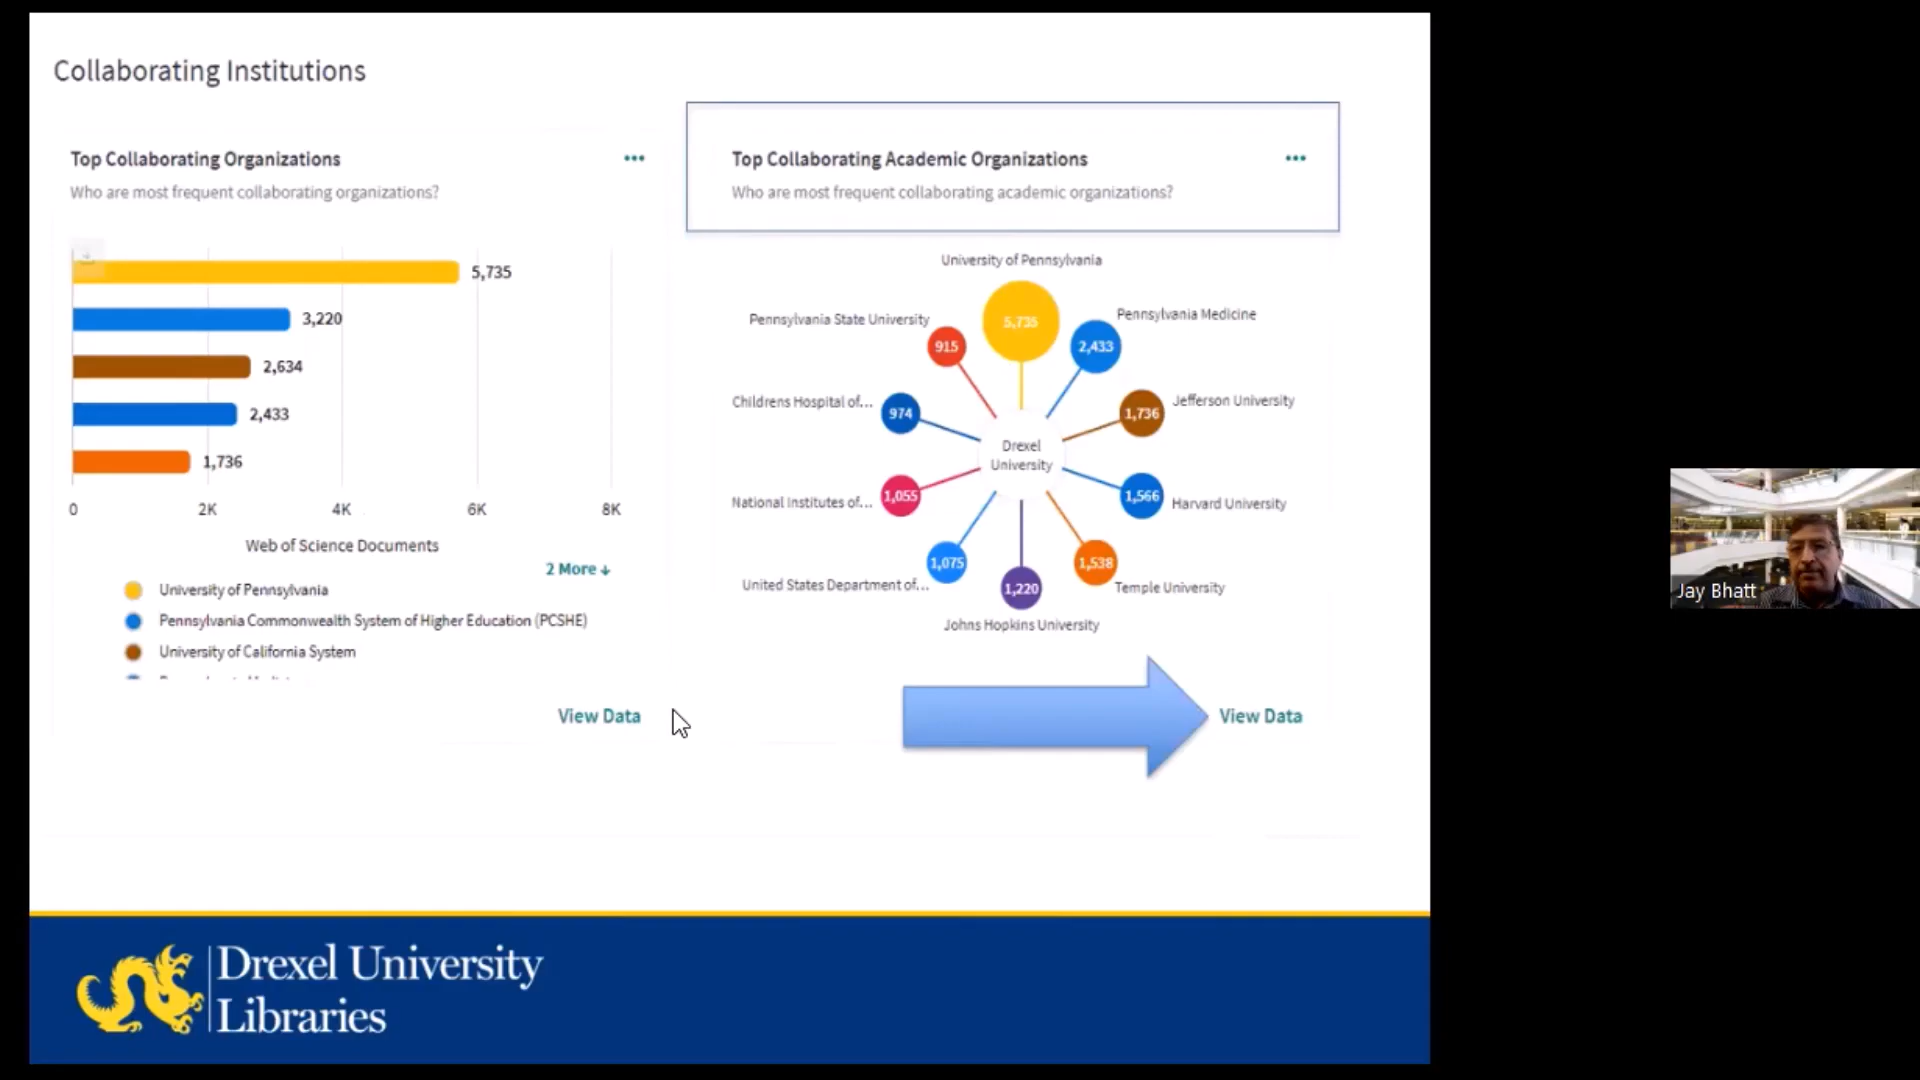 Collaborating Institutions
Top Collaborating Organizations
•••
Who are most frequent collaborating organizations?
5,735
3,220
2,634
2,433
1,736
0 2K 4K 6K 8K
Web of Science Documents
2 More ↓
University of Pennsylvania
Pennsylvania Commonwealth System of Higher Education (PCSHE)
University of California System
View Data
Top Collaborating Academic Organizations
•••
Who are most frequent collaborating academic organizations?
University of Pennsylvania
5,735
Pennsylvania Medicine
2,433
Jefferson University
1,736
Harvard University
1,566
Temple University
1,538
Johns Hopkins University
1,220
United States Department of...
1,075
National Institutes of...
1,055
Childrens Hospital of...
974
Pennsylvania State University
915
Drexel
University
View Data
Jay Bhatt
Drexel University
Libraries